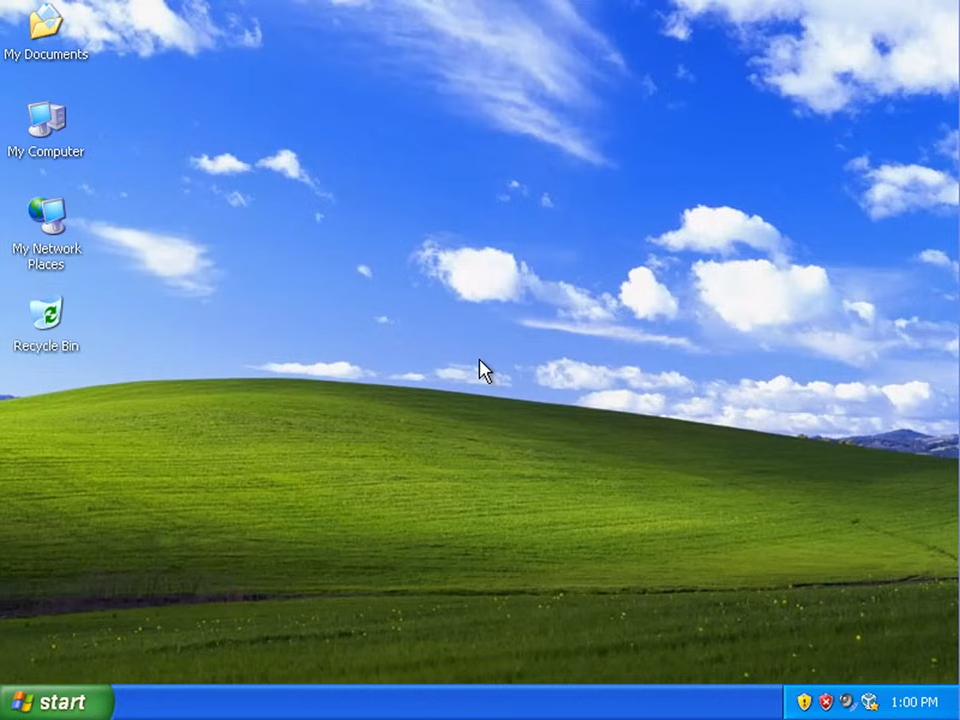 My Documents
My Computer
My Network
Places
Recycle Bin
start
1:00 PM